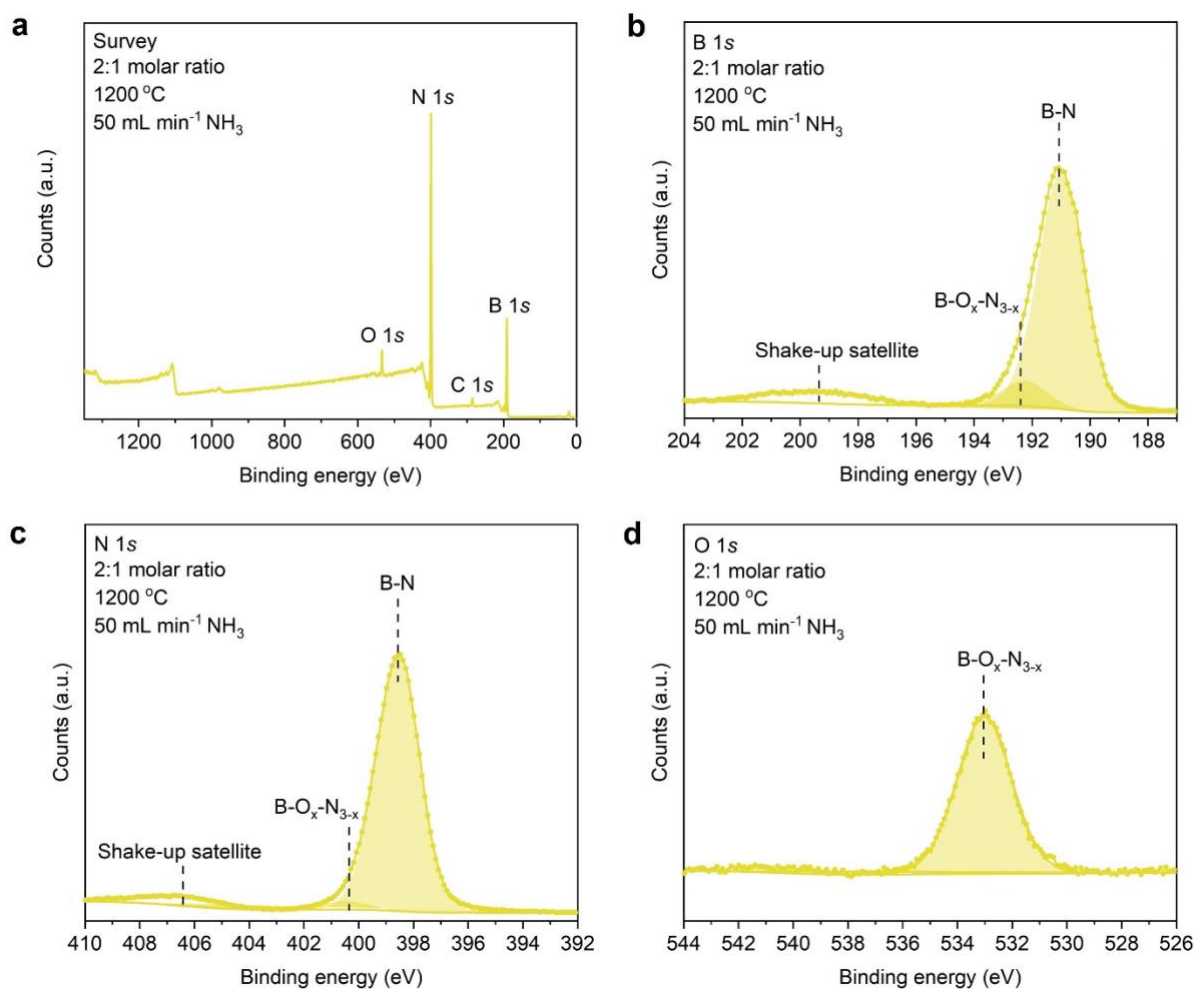 a
Survey
2:1 molar ratio
1200 °C
50 mL min⁻¹ NH₃
N 1s
B 1s
O 1s
C 1s
Counts (a.u.)
1200 1000 800 600 400 200 0
Binding energy (eV)
b
B 1s
2:1 molar ratio
1200 °C
50 mL min⁻¹ NH₃
B-N
B-Oₓ-N₃₋ₓ
Shake-up satellite
Counts (a.u.)
204 202 200 198 196 194 192 190 188
Binding energy (eV)
c
N 1s
2:1 molar ratio
1200 °C
50 mL min⁻¹ NH₃
B-N
B-Oₓ-N₃₋ₓ
Shake-up satellite
Counts (a.u.)
410 408 406 404 402 400 398 396 394 392
Binding energy (eV)
d
O 1s
2:1 molar ratio
1200 °C
50 mL min⁻¹ NH₃
B-Oₓ-N₃₋ₓ
Counts (a.u.)
544 542 540 538 536 534 532 530 528 526
Binding energy (eV)